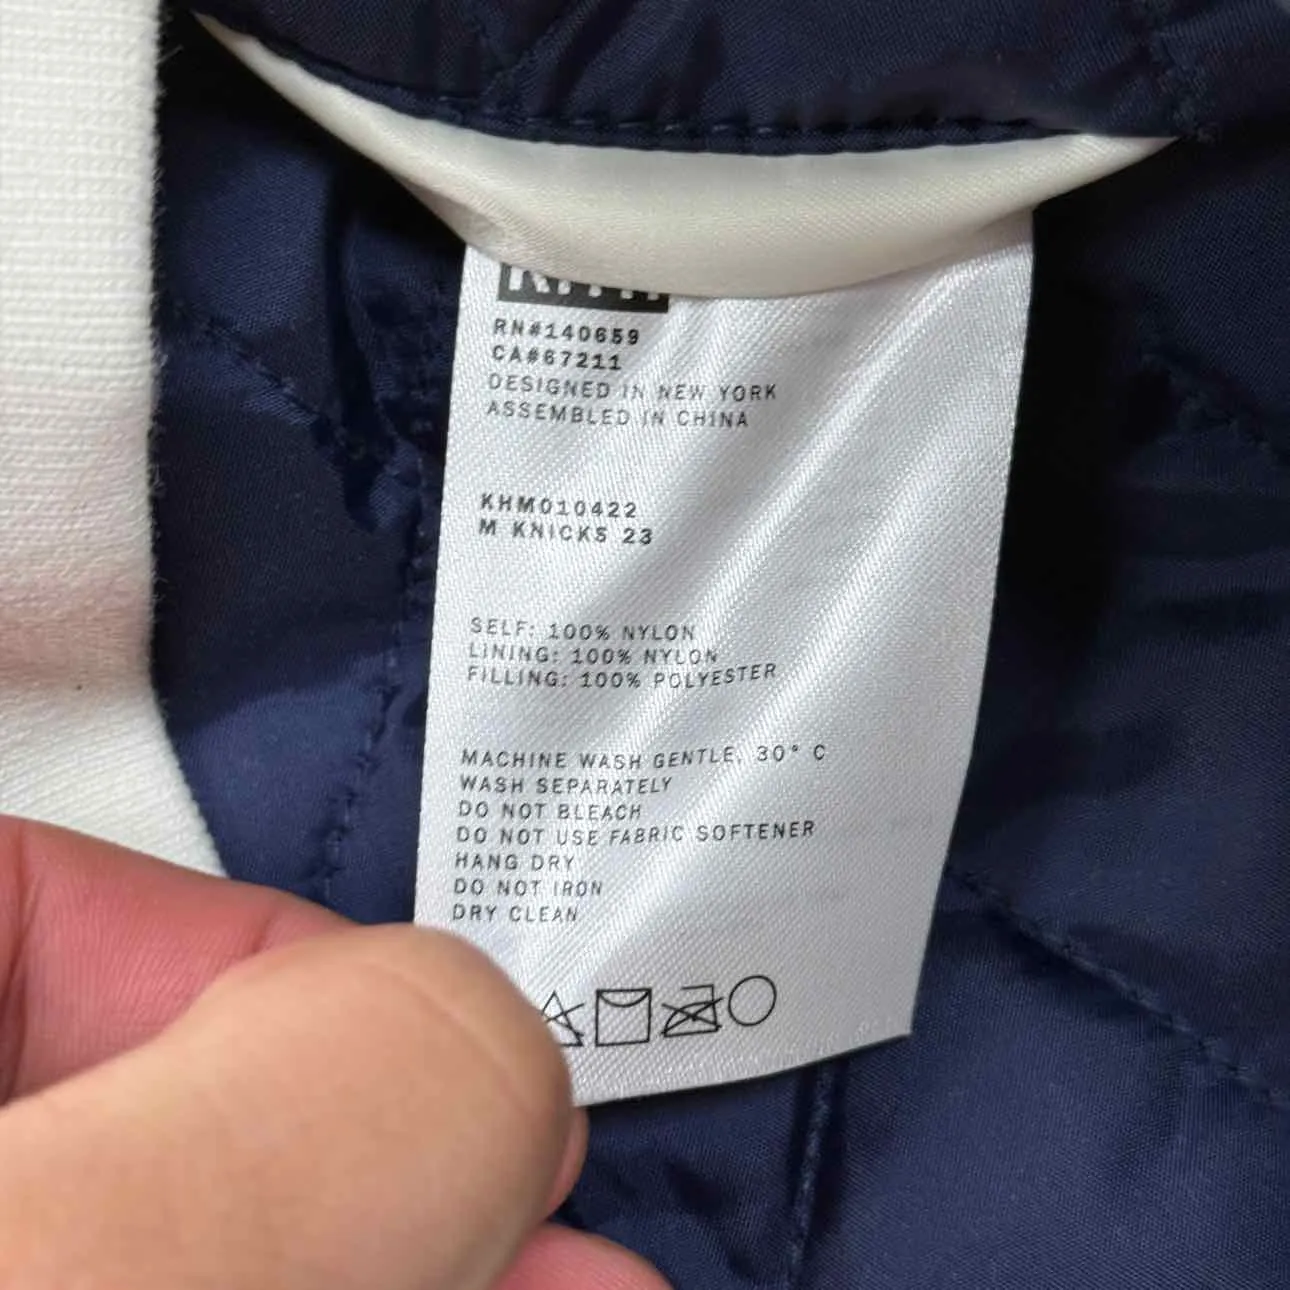 KITH
RN#140659
CA#67211
DESIGNED IN NEW YORK
ASSEMBLED IN CHINA
KHM010422
M KNICKS 23
SELF: 100% NYLON
LINING: 100% NYLON
FILLING: 100% POLYESTER
MACHINE WASH GENTLE, 30° C
WASH SEPARATELY
DO NOT BLEACH
DO NOT USE FABRIC SOFTENER
HANG DRY
DO NOT IRON
DRY CLEAN